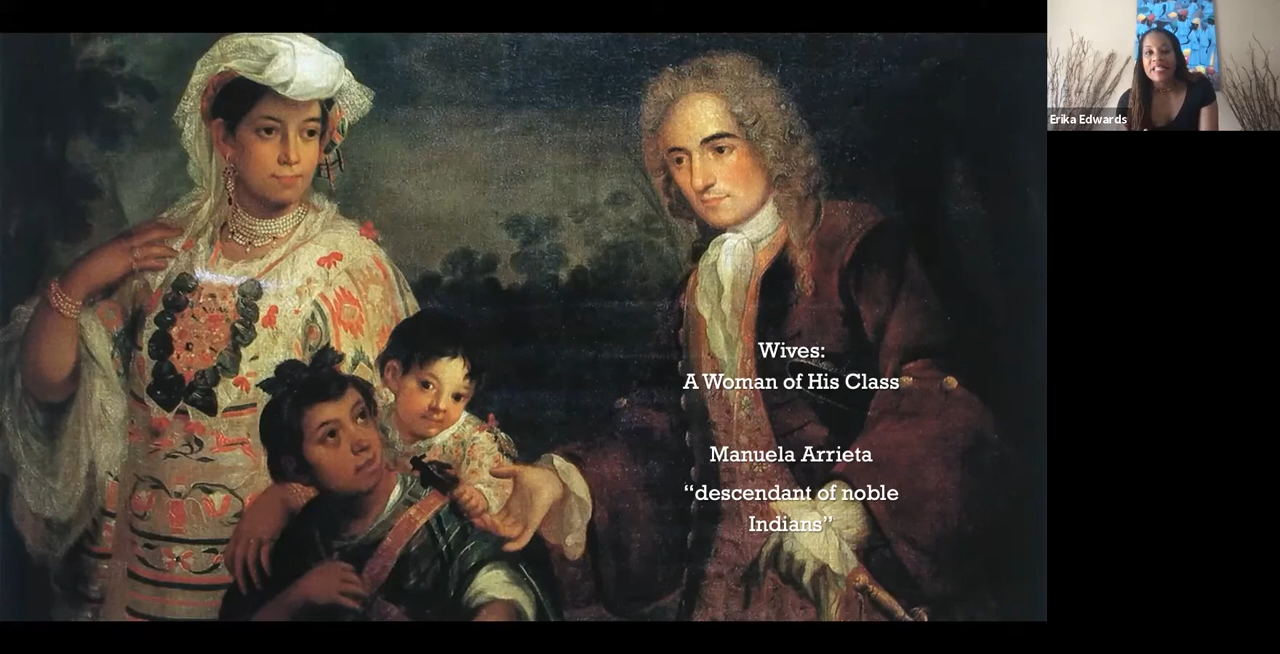 Erika Edwards
Wives:
A Woman of His Class
Manuela Arrieta
“descendant of noble
Indians”